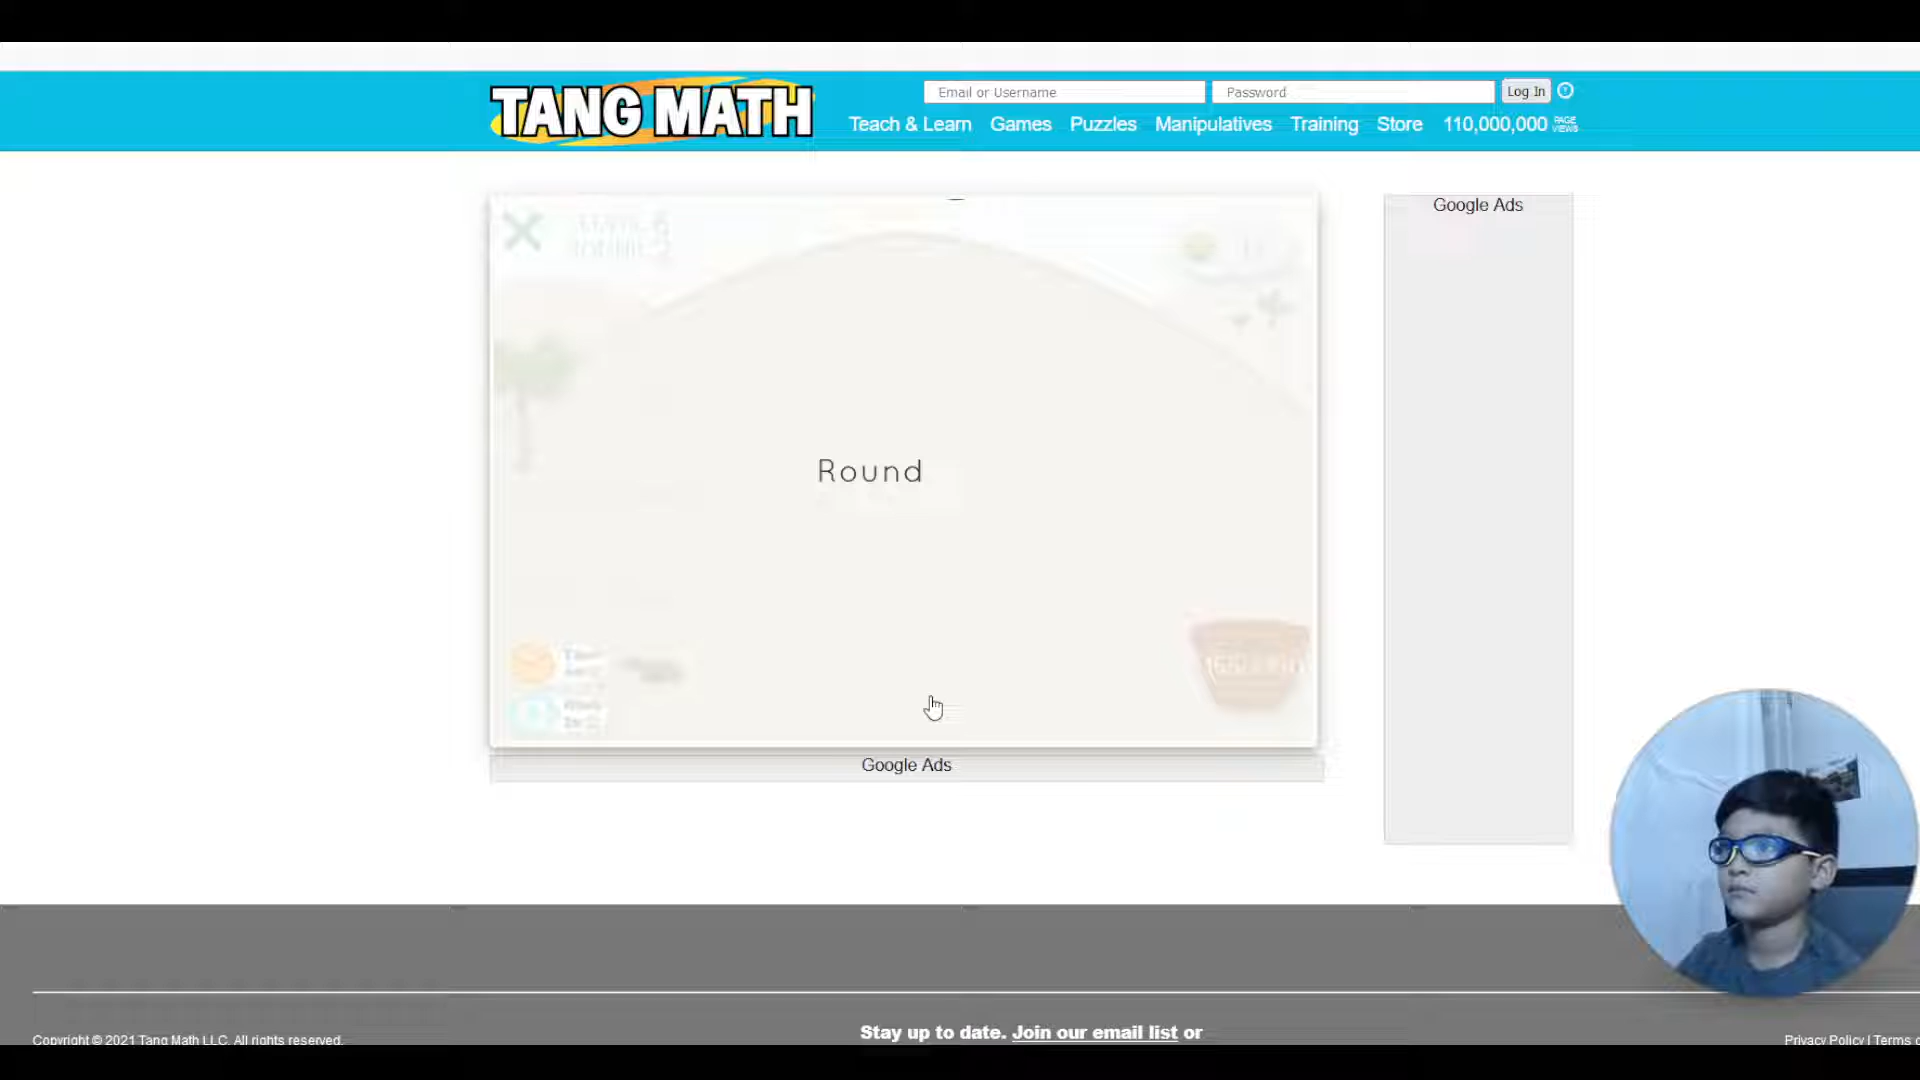 TANG MATH
Email or Username
Password
Log In
Teach & Learn
Games
Puzzles
Manipulatives
Training
Store
110,000,000 PAGE VIEWS
Google Ads
Round
Google Ads
Stay up to date. Join our email list or
Copyright © 2021 Tang Math LLC. All rights reserved.
Privacy Policy | Terms